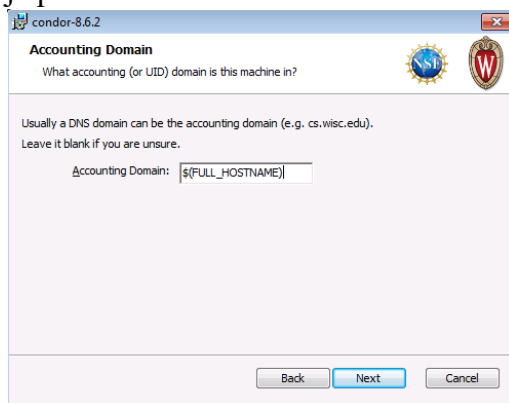 condor-8.6.2
Accounting Domain
What accounting (or UID) domain is this machine in?
NSF
W
Usually a DNS domain can be the accounting domain (e.g. cs.wisc.edu).
Leave it blank if you are unsure.
Accounting Domain: $(FULL_HOSTNAME)
Back Next Cancel